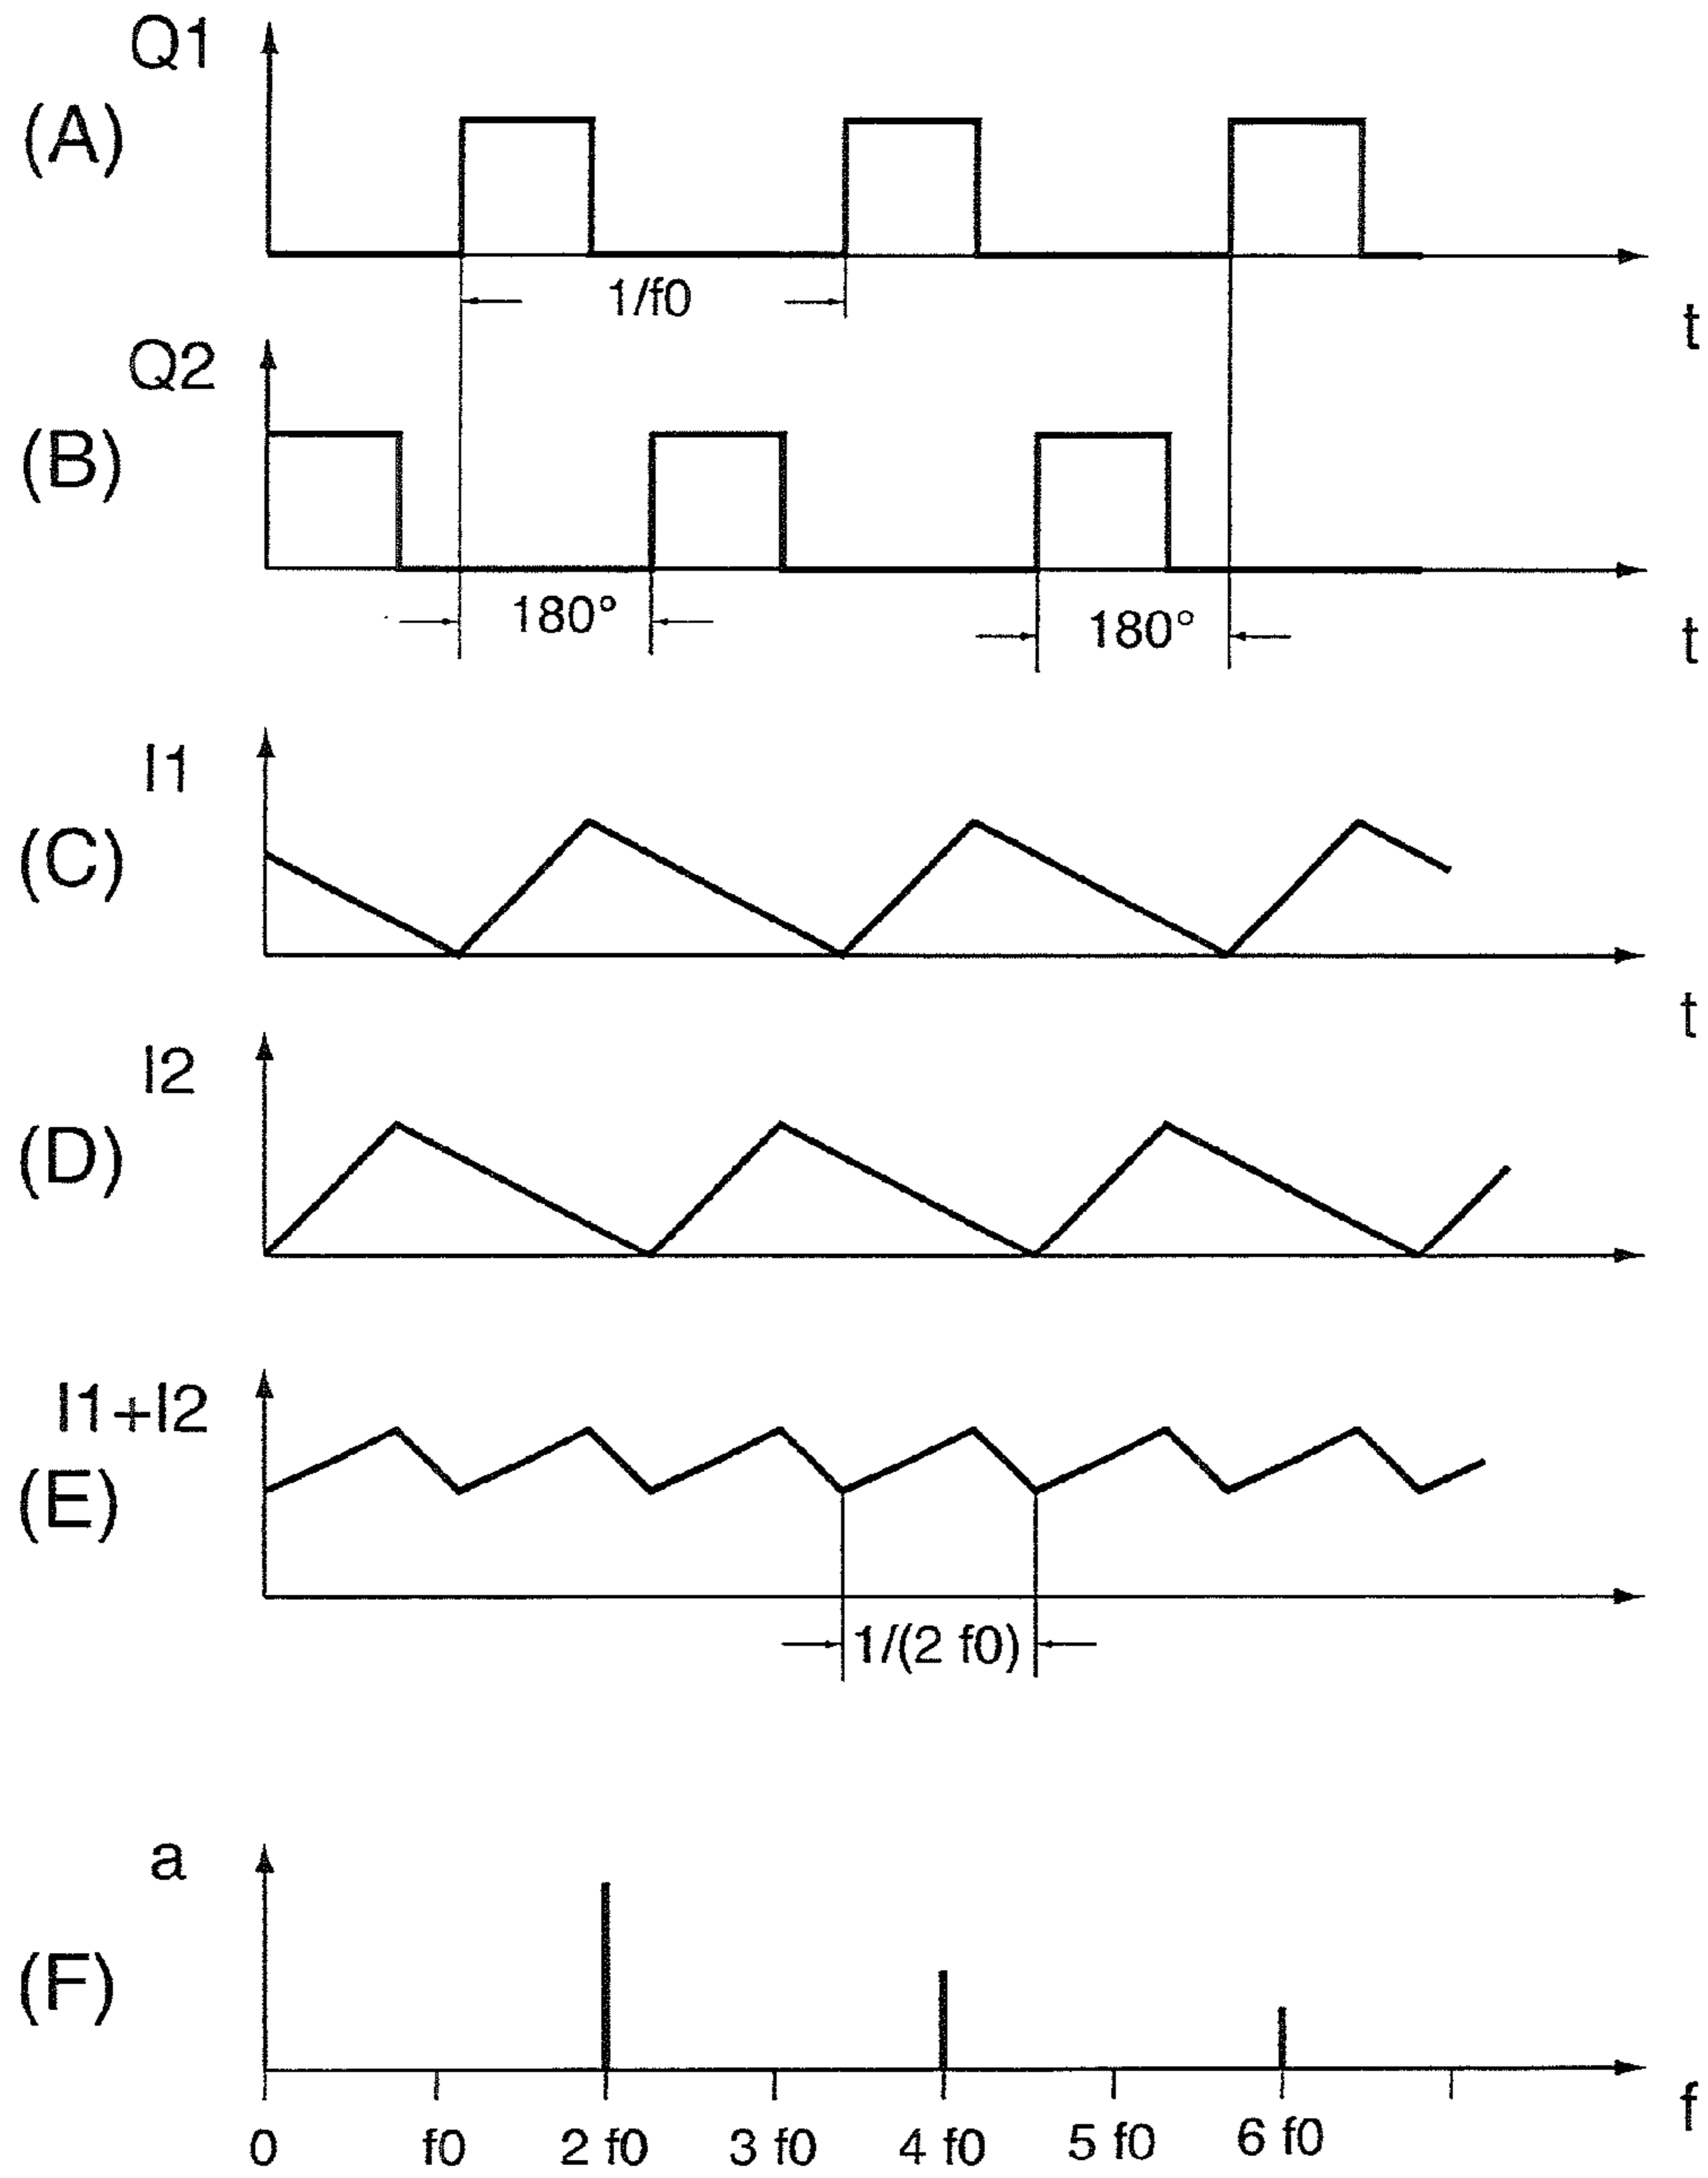 Q1
(A)
1/f0
t
Q2
(B)
180°
180°
t
I1
(C)
t
I2
(D)
I1+I2
(E)
1/(2 f0)
a
(F)
f
0 f0 2 f0 3 f0 4 f0 5 f0 6 f0